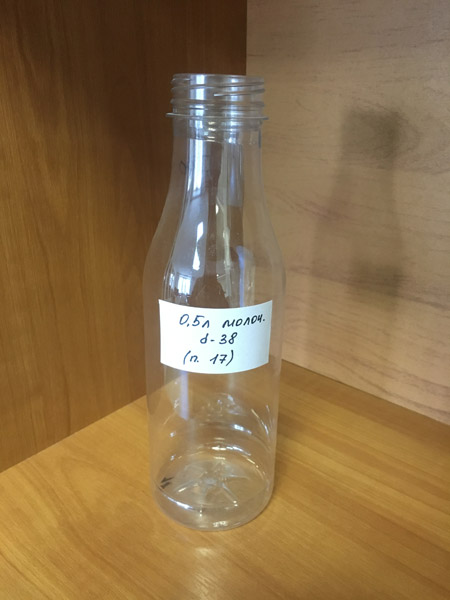 0,5л молоч.
d-38
(п. 17)